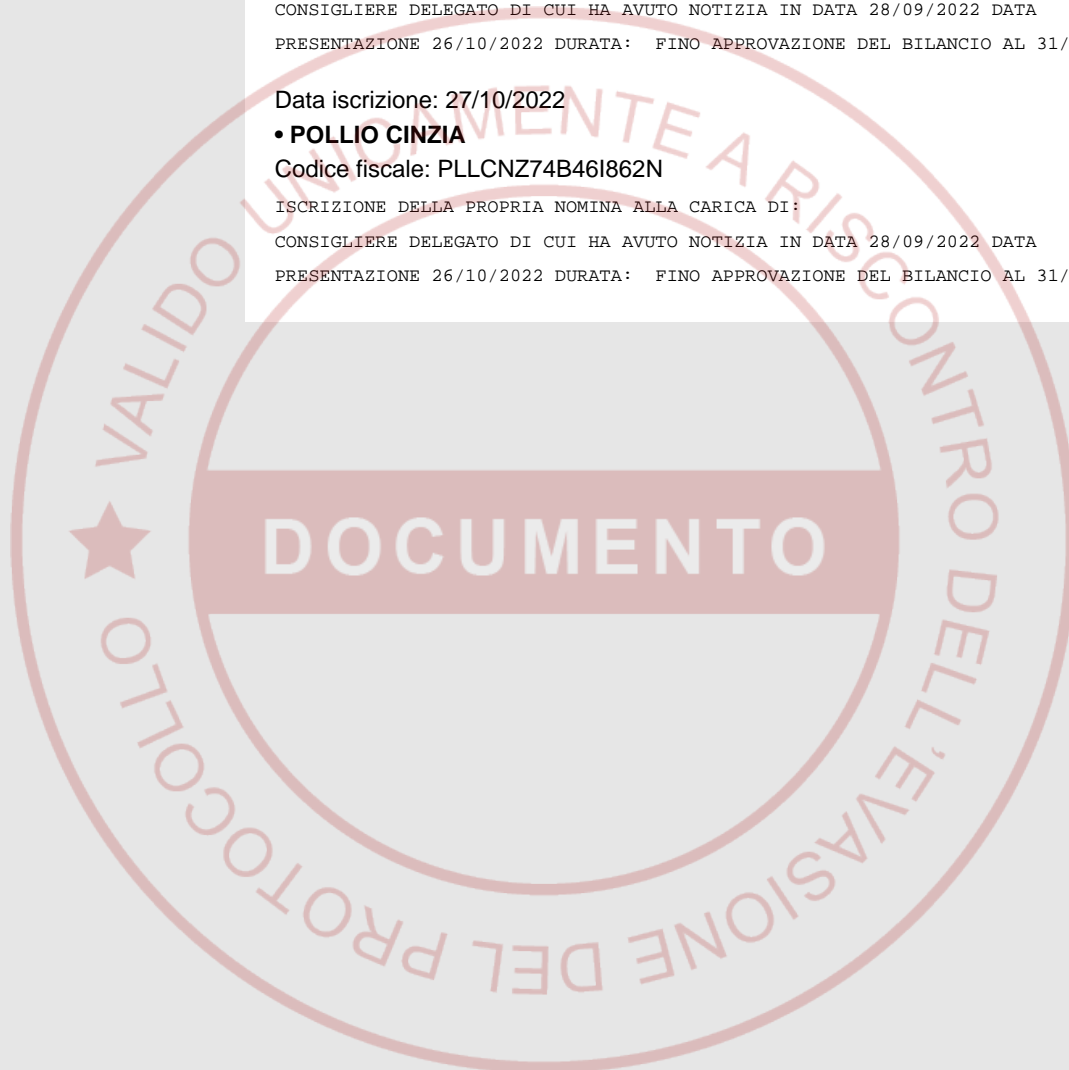 CONSIGLIERE DELEGATO DI CUI HA AVUTO NOTIZIA IN DATA 28/09/2022 DATA
PRESENTAZIONE 26/10/2022 DURATA: FINO APPROVAZIONE DEL BILANCIO AL 31/
Data iscrizione: 27/10/2022
• POLLIO CINZIA
Codice fiscale: PLLCNZ74B46I862N
ISCRIZIONE DELLA PROPRIA NOMINA ALLA CARICA DI:
CONSIGLIERE DELEGATO DI CUI HA AVUTO NOTIZIA IN DATA 28/09/2022 DATA
PRESENTAZIONE 26/10/2022 DURATA: FINO APPROVAZIONE DEL BILANCIO AL 31/
VALIDO UNICAMENTE A RISCONTRO DELL'EVASIONE DEL PROTOCOLLO
DOCUMENTO